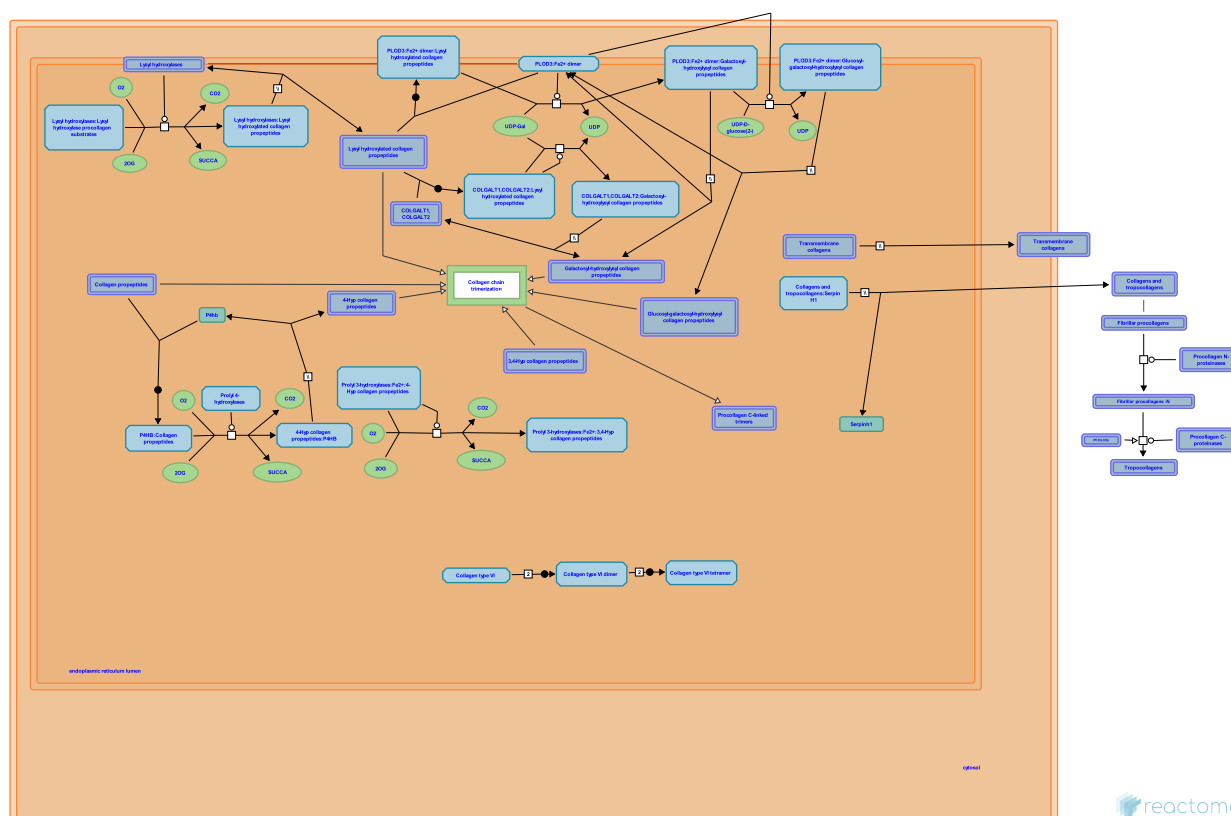 PLOD3:Fe2+ dimer:Lysyl
hydroxylated collagen
propeptides
PLOD3:Fe2+ dimer
PLOD3:Fe2+ dimer:Galactosyl-
hydroxylysyl collagen
propeptides
PLOD3:Fe2+ dimer:Glucosyl-
galactosyl-hydroxylysyl collagen
propeptides
Lysyl hydroxylases
O2
CO2
Lysyl hydroxylases:Lysyl
hydroxylase procollagen
substrates
Lysyl hydroxylases:Lysyl
hydroxylated collagen
propeptides
2OG
SUCCA
Lysyl hydroxylated collagen
propeptides
UDP-Gal
UDP
UDP-D-
glucose(2-)
UDP
COLGALT1,COLGALT2:Lysyl
hydroxylated collagen
propeptides
COLGALT1,COLGALT2:Galactosyl-
hydroxylysyl collagen propeptides
COLGALT1,
COLGALT2
Transmembrane
collagens
Transmembrane
collagens
Galactosyl-hydroxylysyl collagen
propeptides
Collagen propeptides
Collagen chain
trimerization
Collagens and
tropocollagens:Serpin
H1
Collagens and
tropocollagens
4-Hyp collagen
propeptides
P4hb
Glucosyl-galactosyl-hydroxylysyl
collagen propeptides
Fibrillar procollagens
3,4-Hyp collagen propeptides
Procollagen N-
proteinases
Prolyl 3-hydroxylases:Fe2+:4-
Hyp collagen propeptides
O2
Prolyl 4-
hydroxylases
CO2
CO2
Procollagen C-linked
trimers
Fibrillar procollagens -N
P4HB:Collagen
propeptides
4-Hyp collagen
propeptides:P4HB
O2
Prolyl 3-hydroxylases:Fe2+:3,4-Hyp
collagen propeptides
Serpinh1
Procollagen C-
proteinases
2OG
SUCCA
2OG
SUCCA
Tropocollagens
Collagen type VI
2
Collagen type VI dimer
2
Collagen type VI tetramer
endoplasmic reticulum lumen
cytosol
reactome